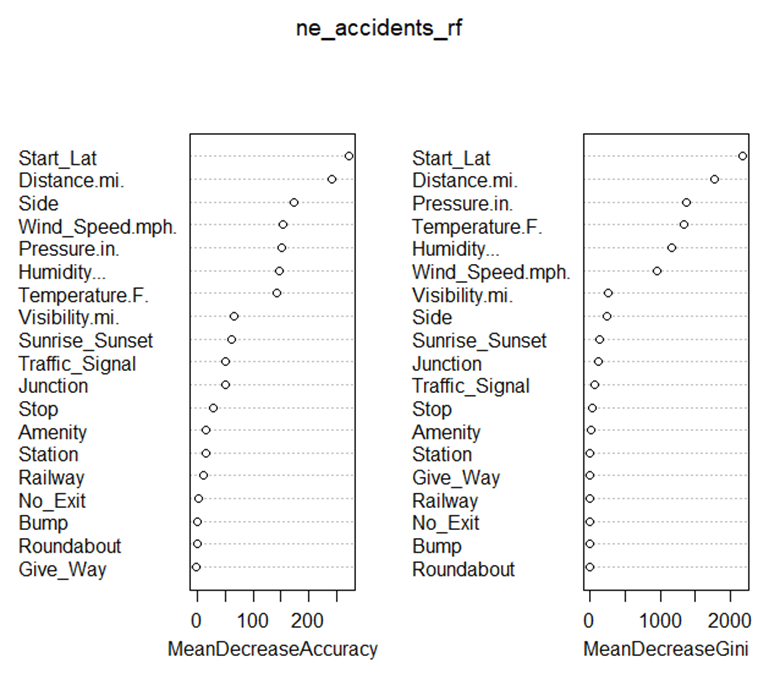 ne_accidents_rf
Start_Lat
Distance.mi.
Side
Wind_Speed.mph.
Pressure.in.
Humidity...
Temperature.F.
Visibility.mi.
Sunrise_Sunset
Traffic_Signal
Junction
Stop
Amenity
Station
Railway
No_Exit
Bump
Roundabout
Give_Way
0 100 200
MeanDecreaseAccuracy
Start_Lat
Distance.mi.
Pressure.in.
Temperature.F.
Humidity...
Wind_Speed.mph.
Visibility.mi.
Side
Sunrise_Sunset
Junction
Traffic_Signal
Stop
Amenity
Station
Give_Way
Railway
No_Exit
Bump
Roundabout
0 1000 2000
MeanDecreaseGini